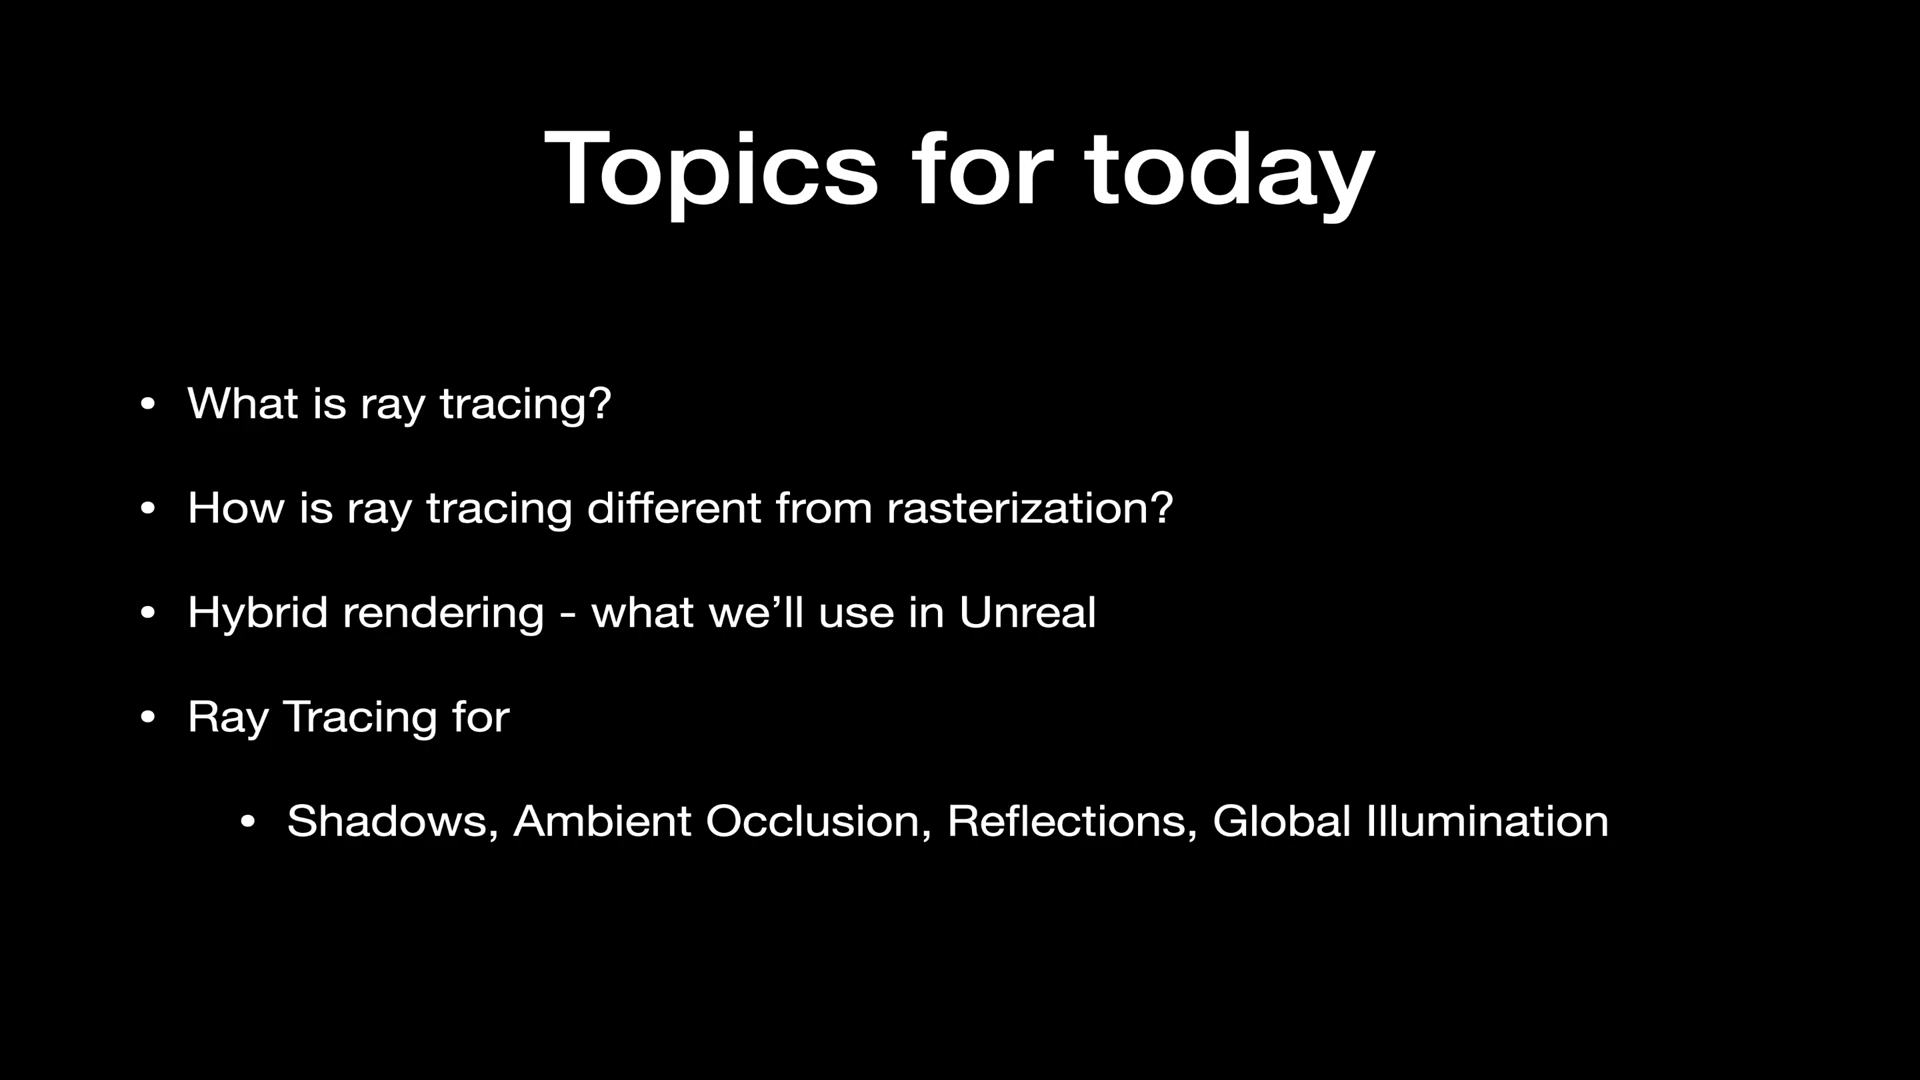 Topics for today
• What is ray tracing?
• How is ray tracing different from rasterization?
• Hybrid rendering - what we’ll use in Unreal
• Ray Tracing for
• Shadows, Ambient Occlusion, Reflections, Global Illumination